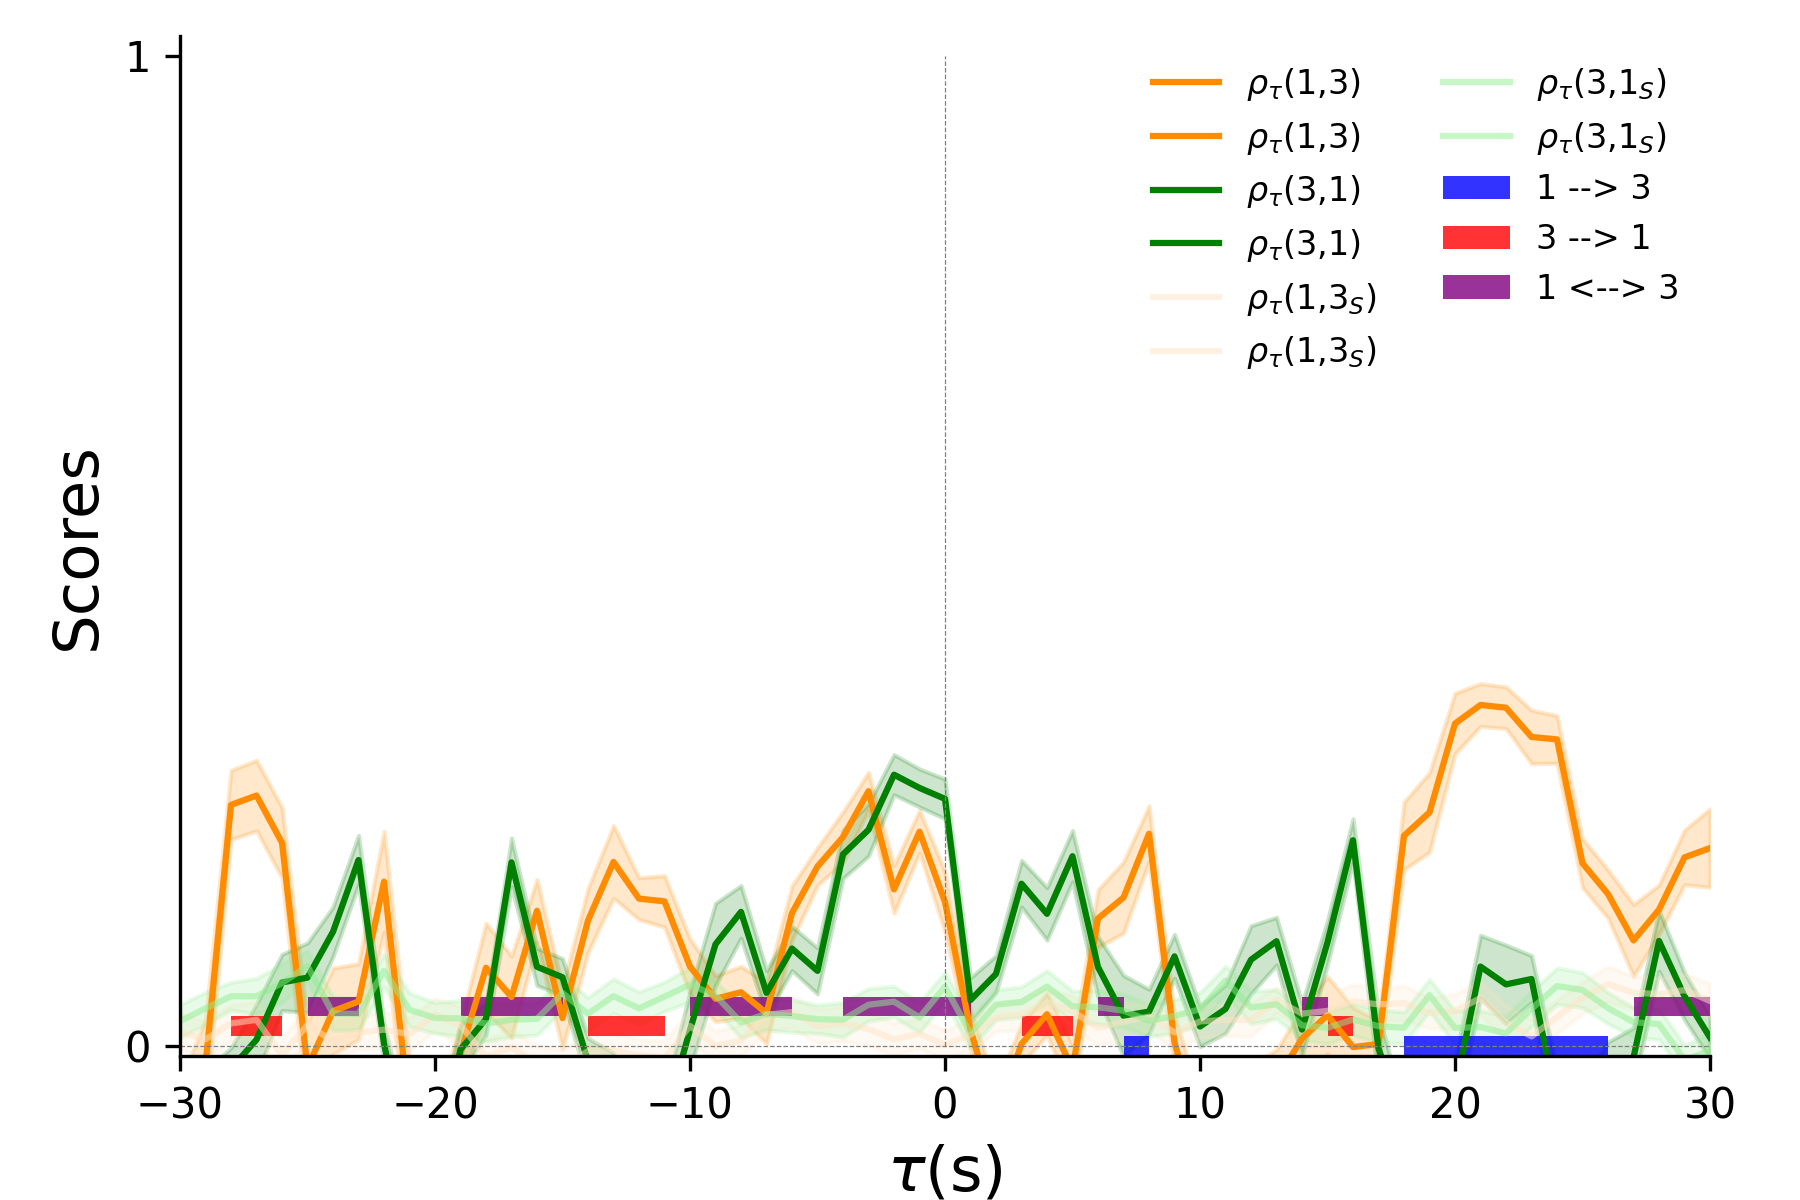 1
ρτ(1,3)
ρτ(1,3)
ρτ(3,1)
ρτ(3,1)
ρτ(1,3S)
ρτ(1,3S)
ρτ(3,1S)
ρτ(3,1S)
1 --> 3
3 --> 1
1 <--> 3
Scores
0
−30 −20 −10 0 10 20 30
τ(s)